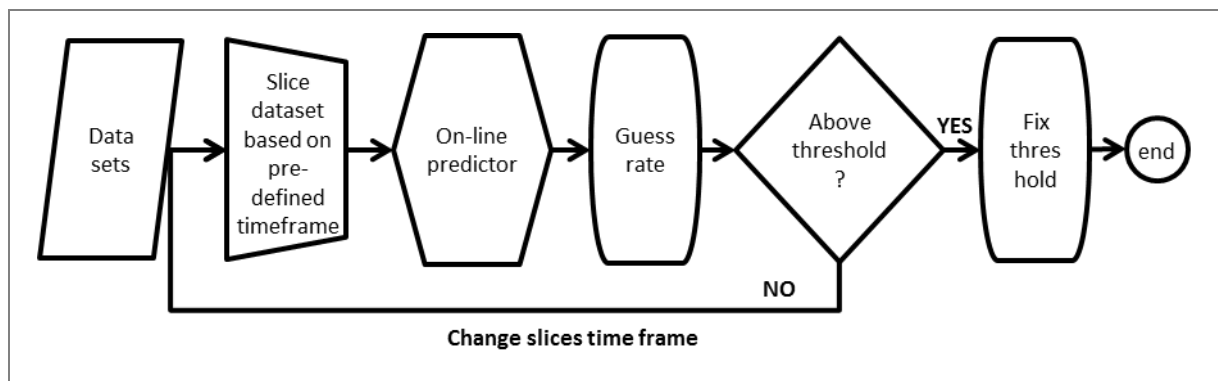 Data
sets
Slice
dataset
based on
pre-
defined
timeframe
On-line
predictor
Guess
rate
Above
threshold
?
YES
Fix
thres
hold
end
NO
Change slices time frame